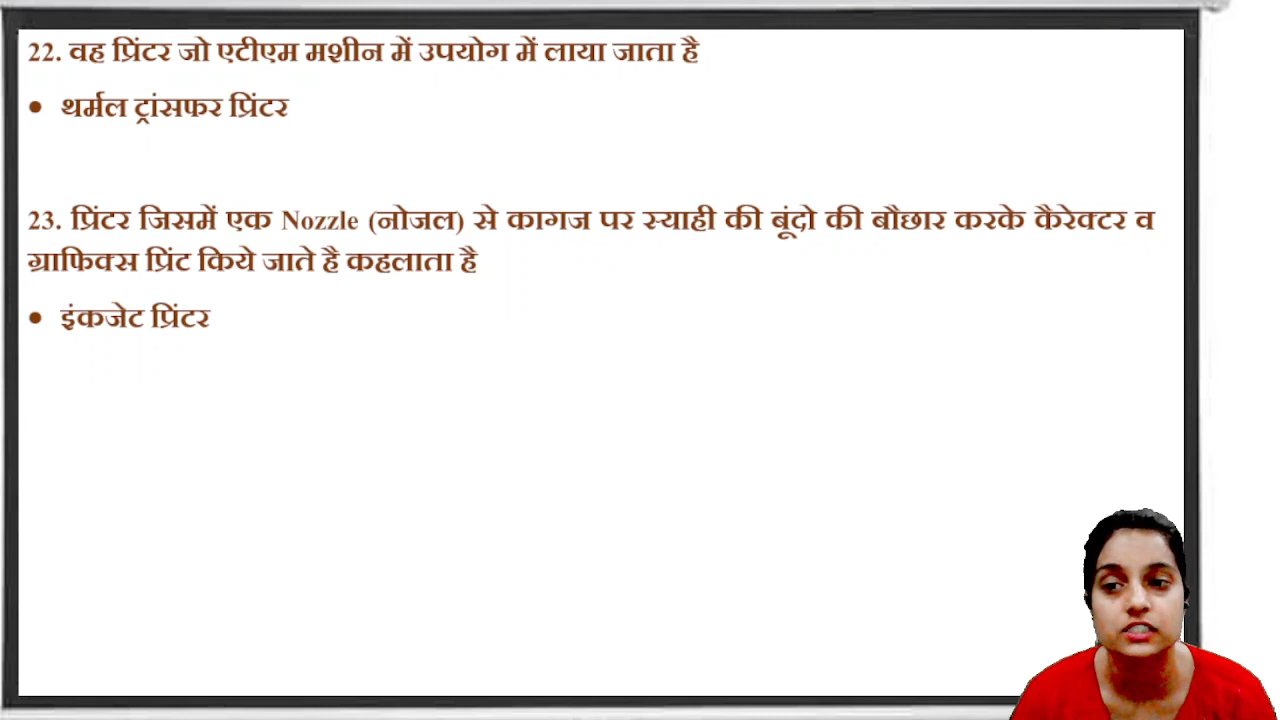 22. वह प्रिंटर जो एटीएम मशीन में उपयोग में लाया जाता है
• थर्मल ट्रांसफर प्रिंटर
23. प्रिंटर जिसमें एक Nozzle (नोजल) से कागज पर स्याही की बूंदो की बौछार करके कैरेक्टर व
ग्राफिक्स प्रिंट किये जाते है कहलाता है
• इंकजेट प्रिंटर